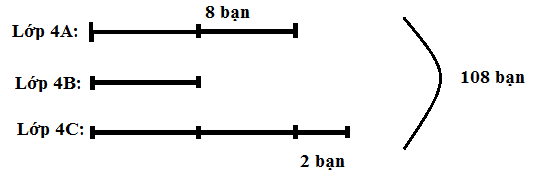 8 bạn
Lớp 4A:
Lớp 4B:
108 bạn
Lớp 4C:
2 bạn